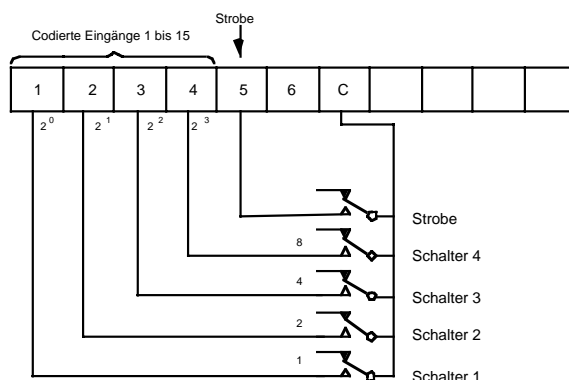 Strobe
Codierte Eingänge 1 bis 15
1 2 3 4 5 6 C
2⁰ 2¹ 2² 2³
Strobe
8 Schalter 4
4 Schalter 3
2 Schalter 2
1 Schalter 1